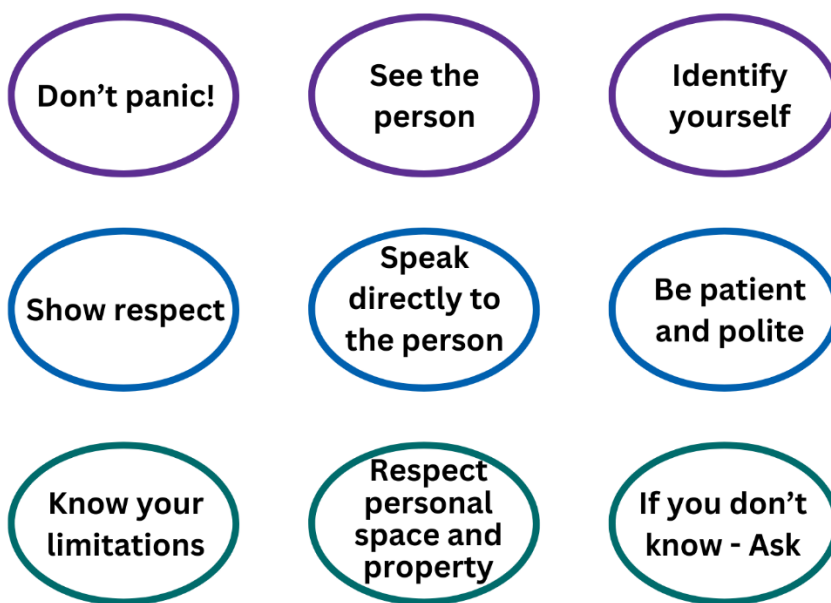 Don’t panic!
See the
person
Identify
yourself
Show respect
Speak
directly to
the person
Be patient
and polite
Know your
limitations
Respect
personal
space and
property
If you don’t
know - Ask